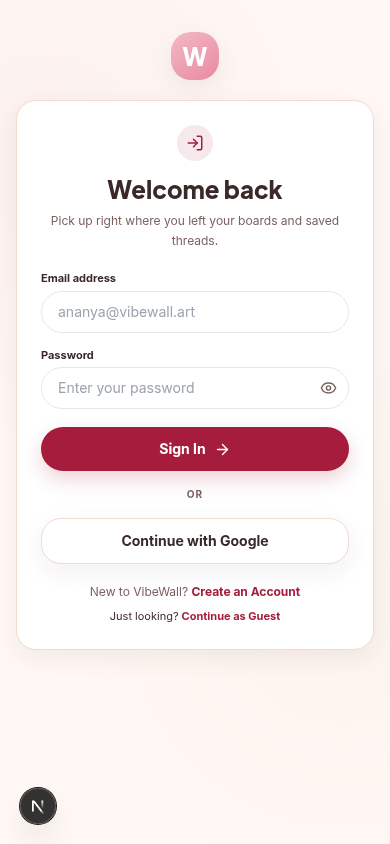 W
Welcome back
Pick up right where you left your boards and saved
threads.
Email address
ananya@vibewall.art
Password
Enter your password
Sign In
OR
Continue with Google
New to VibeWall? Create an Account
Just looking? Continue as Guest
N